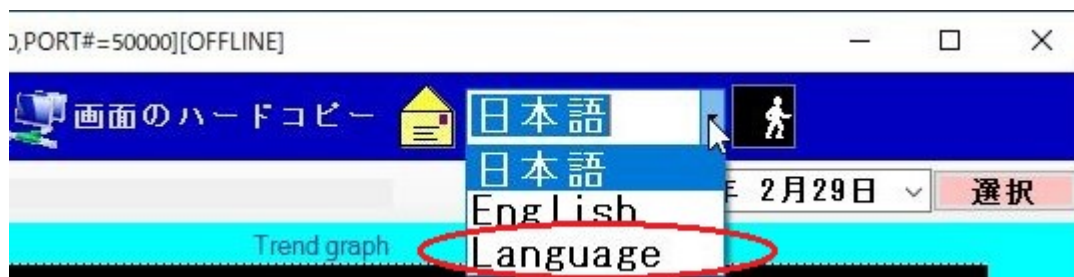 ,PORT#=50000][OFFLINE]
画面のハードコピー
日本語
日本語
English
Language
2月29日
選択
Trend graph